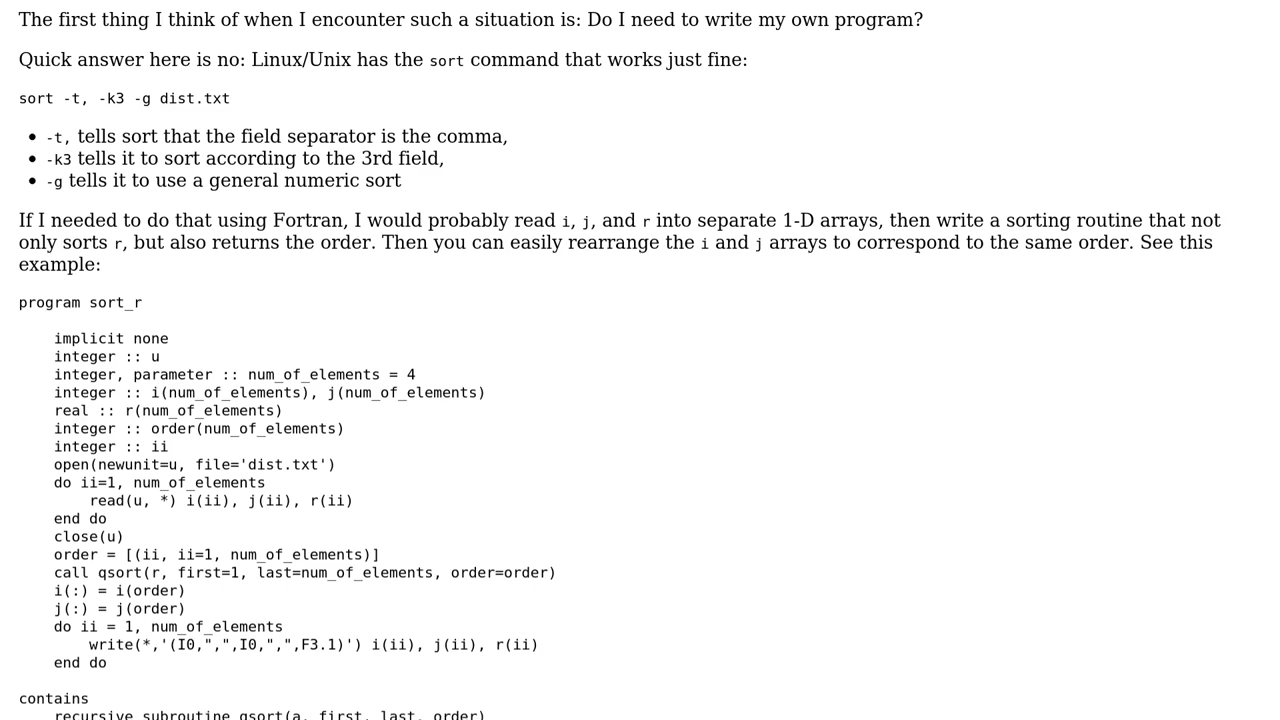 The first thing I think of when I encounter such a situation is: Do I need to write my own program?
Quick answer here is no: Linux/Unix has the sort command that works just fine:
sort -t, -k3 -g dist.txt
• -t, tells sort that the field separator is the comma,
• -k3 tells it to sort according to the 3rd field,
• -g tells it to use a general numeric sort
If I needed to do that using Fortran, I would probably read i, j, and r into separate 1-D arrays, then write a sorting routine that not
only sorts r, but also returns the order. Then you can easily rearrange the i and j arrays to correspond to the same order. See this
example:
program sort_r
    implicit none
    integer :: u
    integer, parameter :: num_of_elements = 4
    integer :: i(num_of_elements), j(num_of_elements)
    real :: r(num_of_elements)
    integer :: order(num_of_elements)
    integer :: ii
    open(newunit=u, file='dist.txt')
    do ii=1, num_of_elements
        read(u, *) i(ii), j(ii), r(ii)
    end do
    close(u)
    order = [(ii, ii=1, num_of_elements)]
    call qsort(r, first=1, last=num_of_elements, order=order)
    i(:) = i(order)
    j(:) = j(order)
    do ii = 1, num_of_elements
        write(*,'(I0,",",I0,",",F3.1)') i(ii), j(ii), r(ii)
    end do
contains
    recursive subroutine qsort(a, first, last, order)